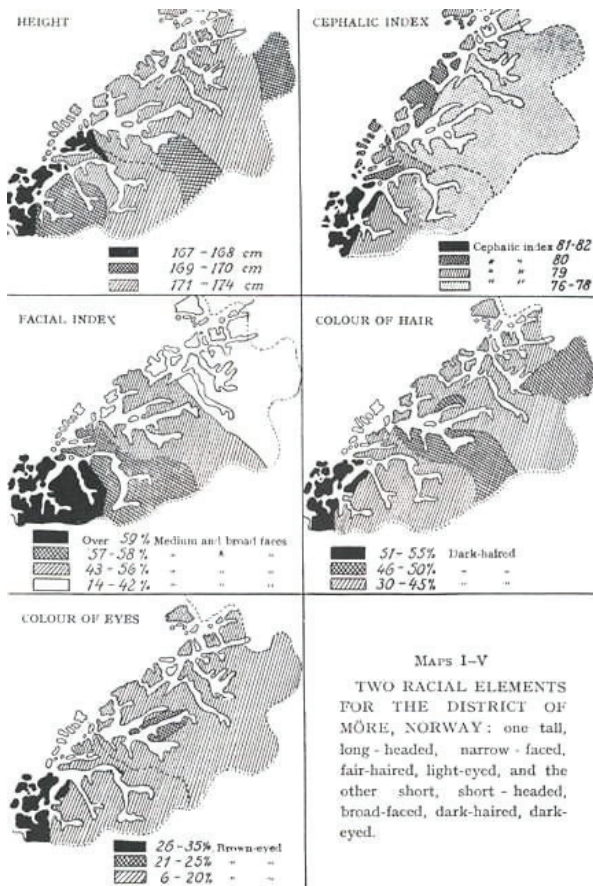 HEIGHT
167 - 168 cm
169 - 170 cm
171 - 174 cm
CEPHALIC INDEX
Cephalic index 81-82
" " 80
" " 79
" " 76-78
FACIAL INDEX
Over 59% Medium and broad faces
57-58% " " "
43-56% " " "
14-42% " " "
COLOUR OF HAIR
51-55% Dark-haired
46-50% " "
30-45% " "
COLOUR OF EYES
26-35% Brown-eyed
21-25% " "
6-20% " "
MAPS I-V
TWO RACIAL ELEMENTS
FOR THE DISTRICT OF
MÖRE, NORWAY: one tall,
long-headed, narrow-faced,
fair-haired, light-eyed, and the
other short, short-headed,
broad-faced, dark-haired, dark-
eyed.